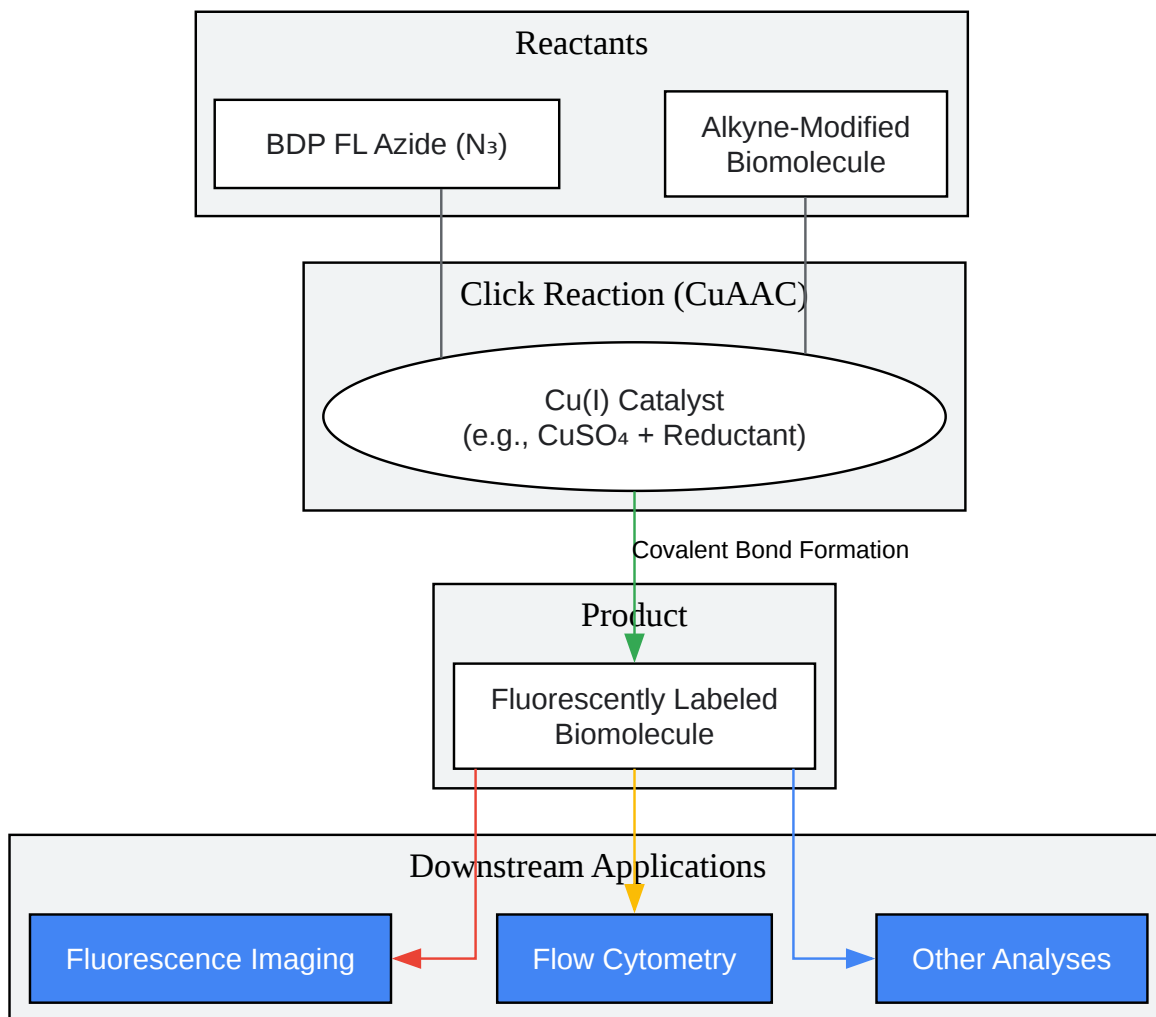 Reactants
BDP FL Azide (N₃)
Alkyne-Modified
Biomolecule
Click Reaction (CuAAC)
Cu(I) Catalyst
(e.g., CuSO₄ + Reductant)
Covalent Bond Formation
Product
Fluorescently Labeled
Biomolecule
Downstream Applications
Fluorescence Imaging
Flow Cytometry
Other Analyses